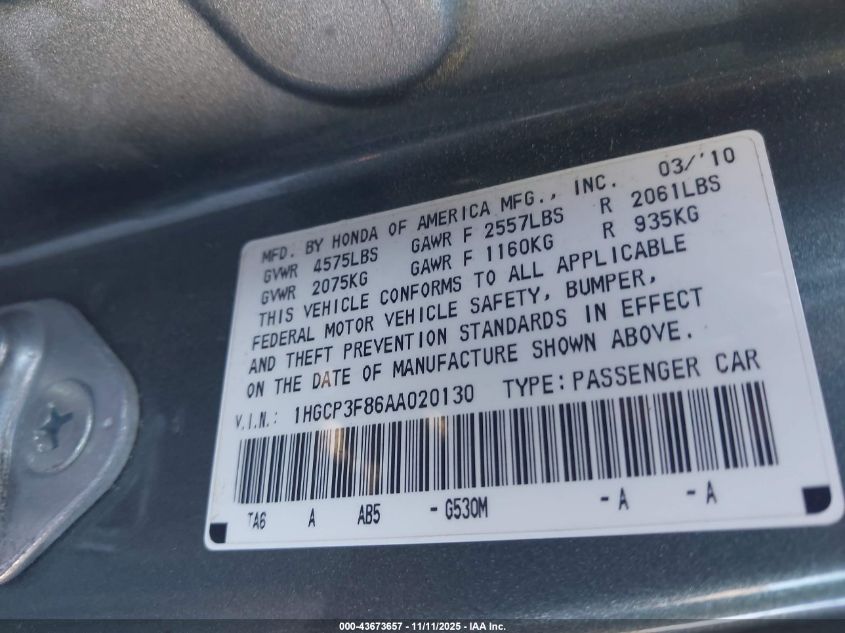 03/'10
MFD. BY HONDA OF AMERICA MFG., INC.
GVWR 4575LBS GAWR F 2557LBS R 2061LBS
GVWR 2075KG GAWR F 1160KG R 935KG
THIS VEHICLE CONFORMS TO ALL APPLICABLE
FEDERAL MOTOR VEHICLE SAFETY, BUMPER,
AND THEFT PREVENTION STANDARDS IN EFFECT
ON THE DATE OF MANUFACTURE SHOWN ABOVE.
V.I.N.: 1HGCP3F86AA020130 TYPE:PASSENGER CAR
TA6 A AB5 -G530M -A -A
000-43673657 - 11/11/2025 - IAA Inc.